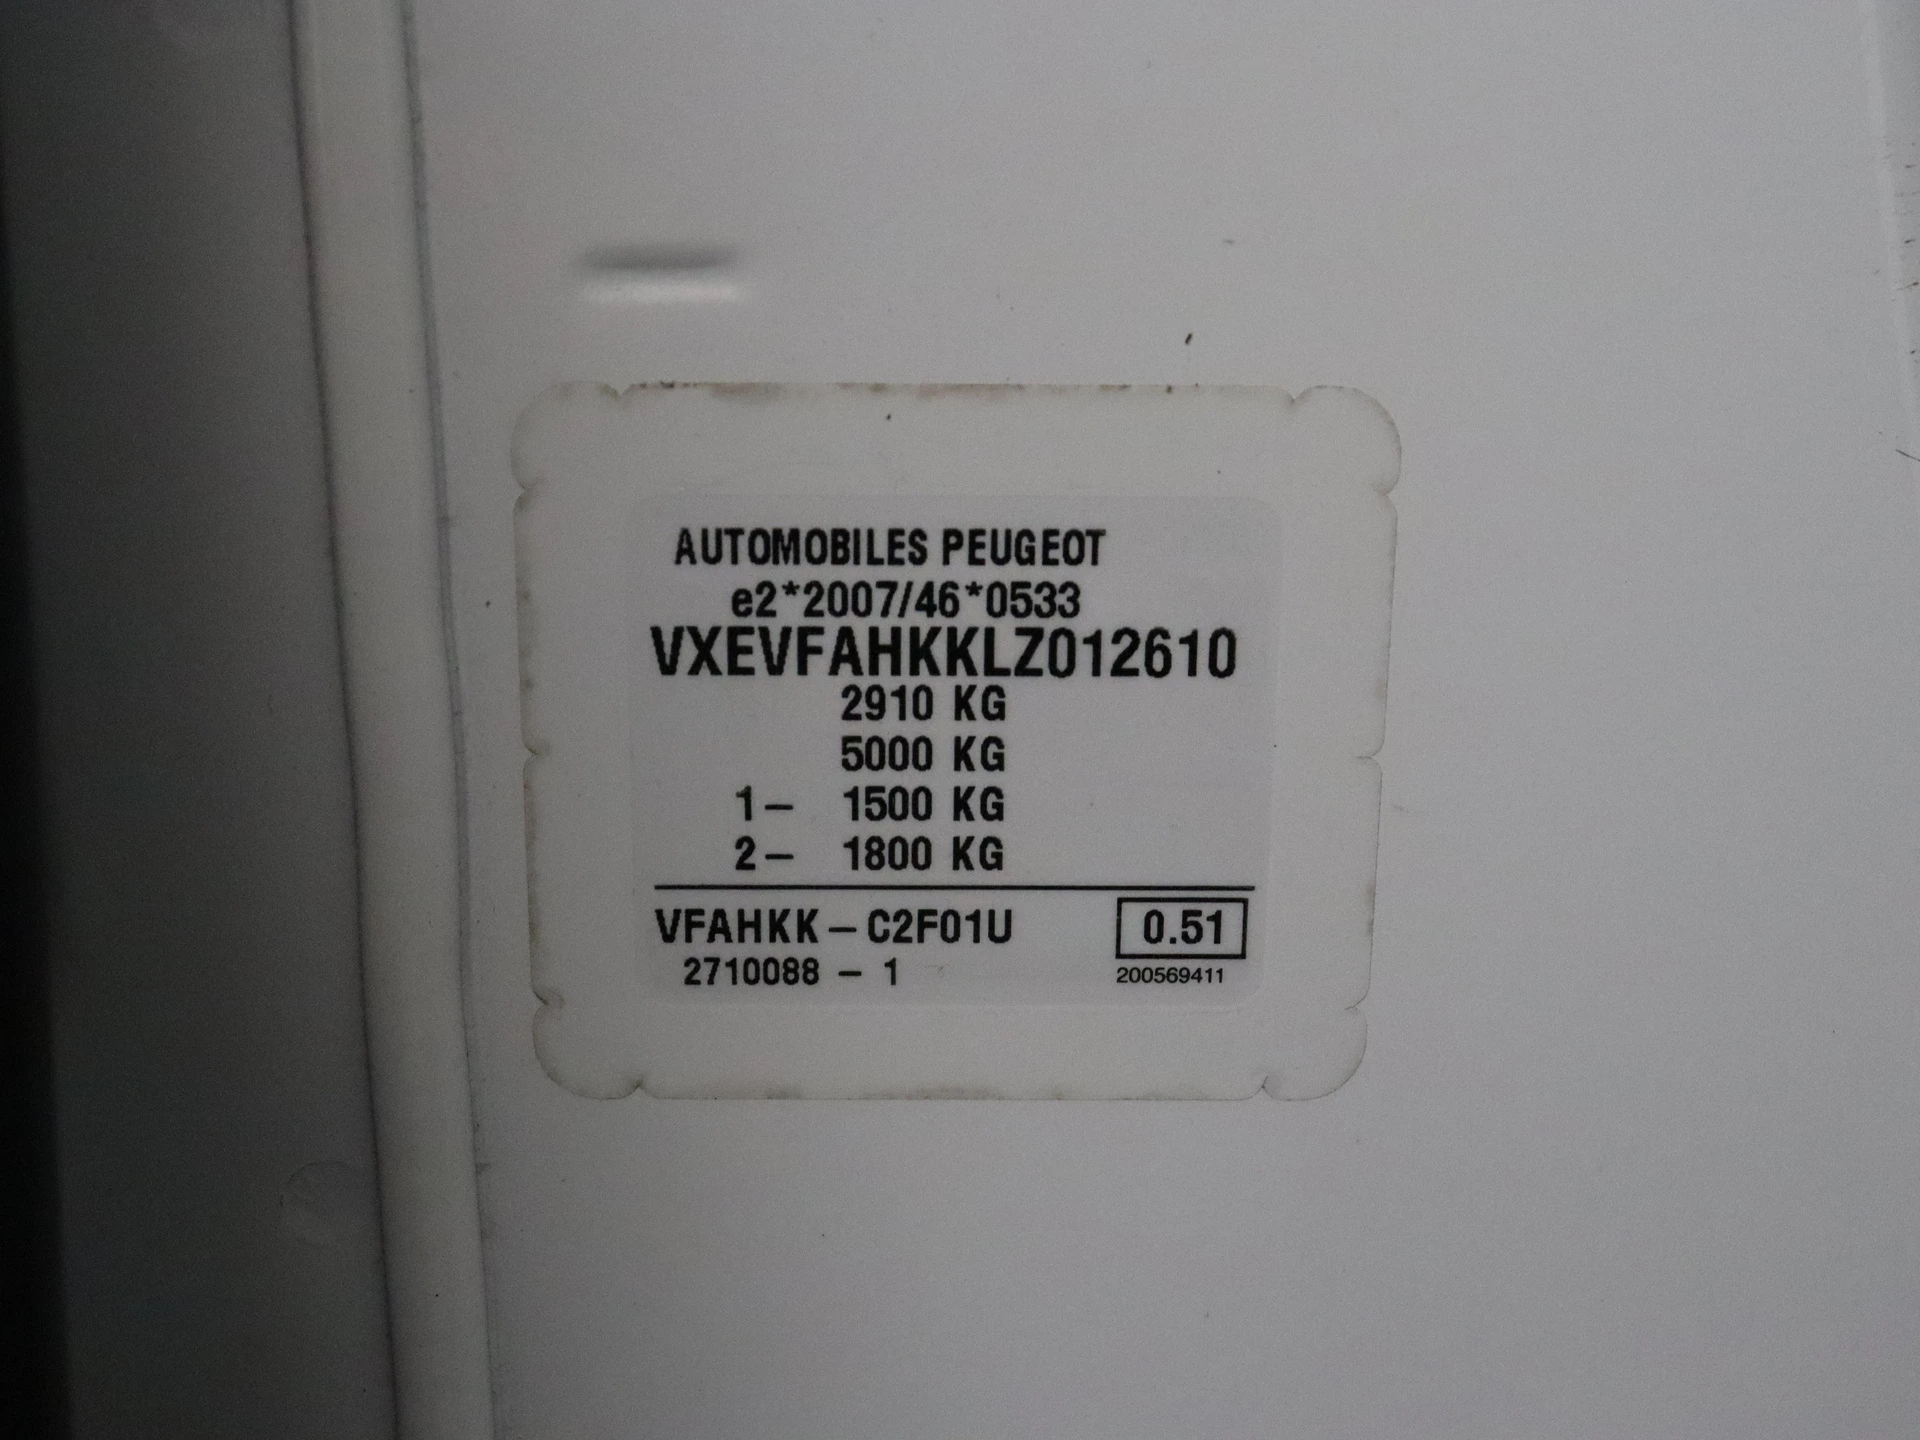 AUTOMOBILES PEUGEOT
e2*2007/46*0533
VXEVFAHKKLZ012610
2910 KG
5000 KG
1– 1500 KG
2– 1800 KG
VFAHKK – C2F01U 0.51
2710088 – 1 200569411